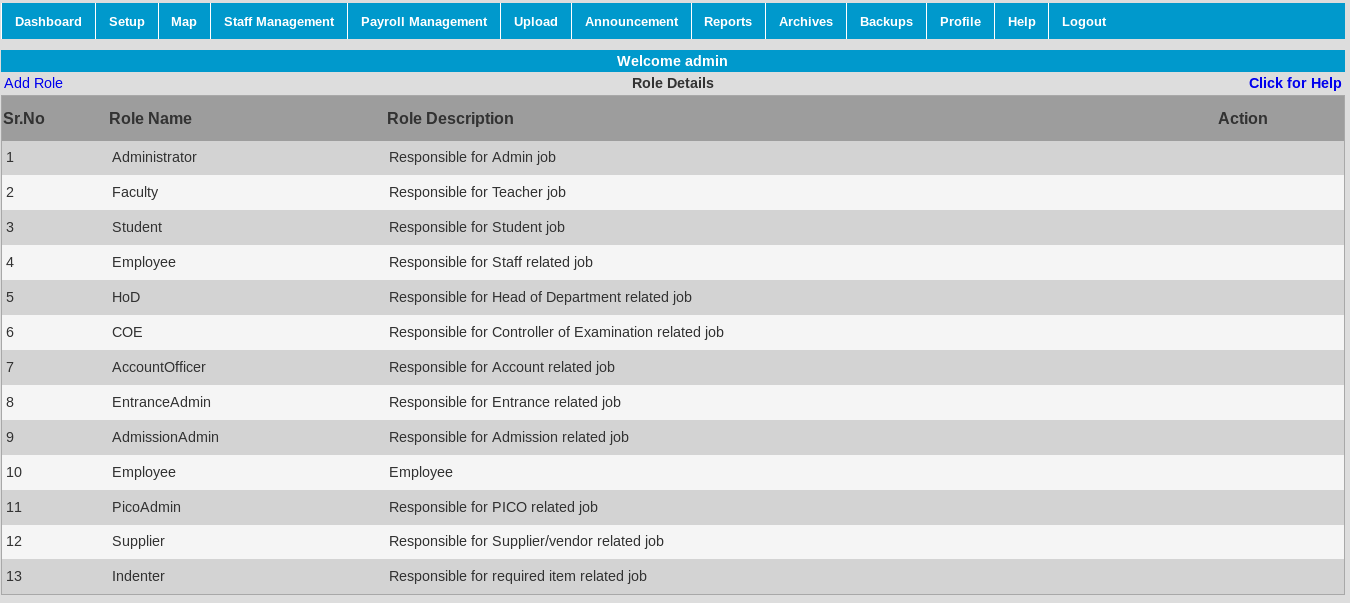 Dashboard Setup Map Staff Management Payroll Management Upload Announcement Reports Archives Backups Profile Help Logout
Welcome admin
Add Role Role Details Click for Help
Sr.No Role Name Role Description Action
1 Administrator Responsible for Admin job
2 Faculty Responsible for Teacher job
3 Student Responsible for Student job
4 Employee Responsible for Staff related job
5 HoD Responsible for Head of Department related job
6 COE Responsible for Controller of Examination related job
7 AccountOfficer Responsible for Account related job
8 EntranceAdmin Responsible for Entrance related job
9 AdmissionAdmin Responsible for Admission related job
10 Employee Employee
11 PicoAdmin Responsible for PICO related job
12 Supplier Responsible for Supplier/vendor related job
13 Indenter Responsible for required item related job